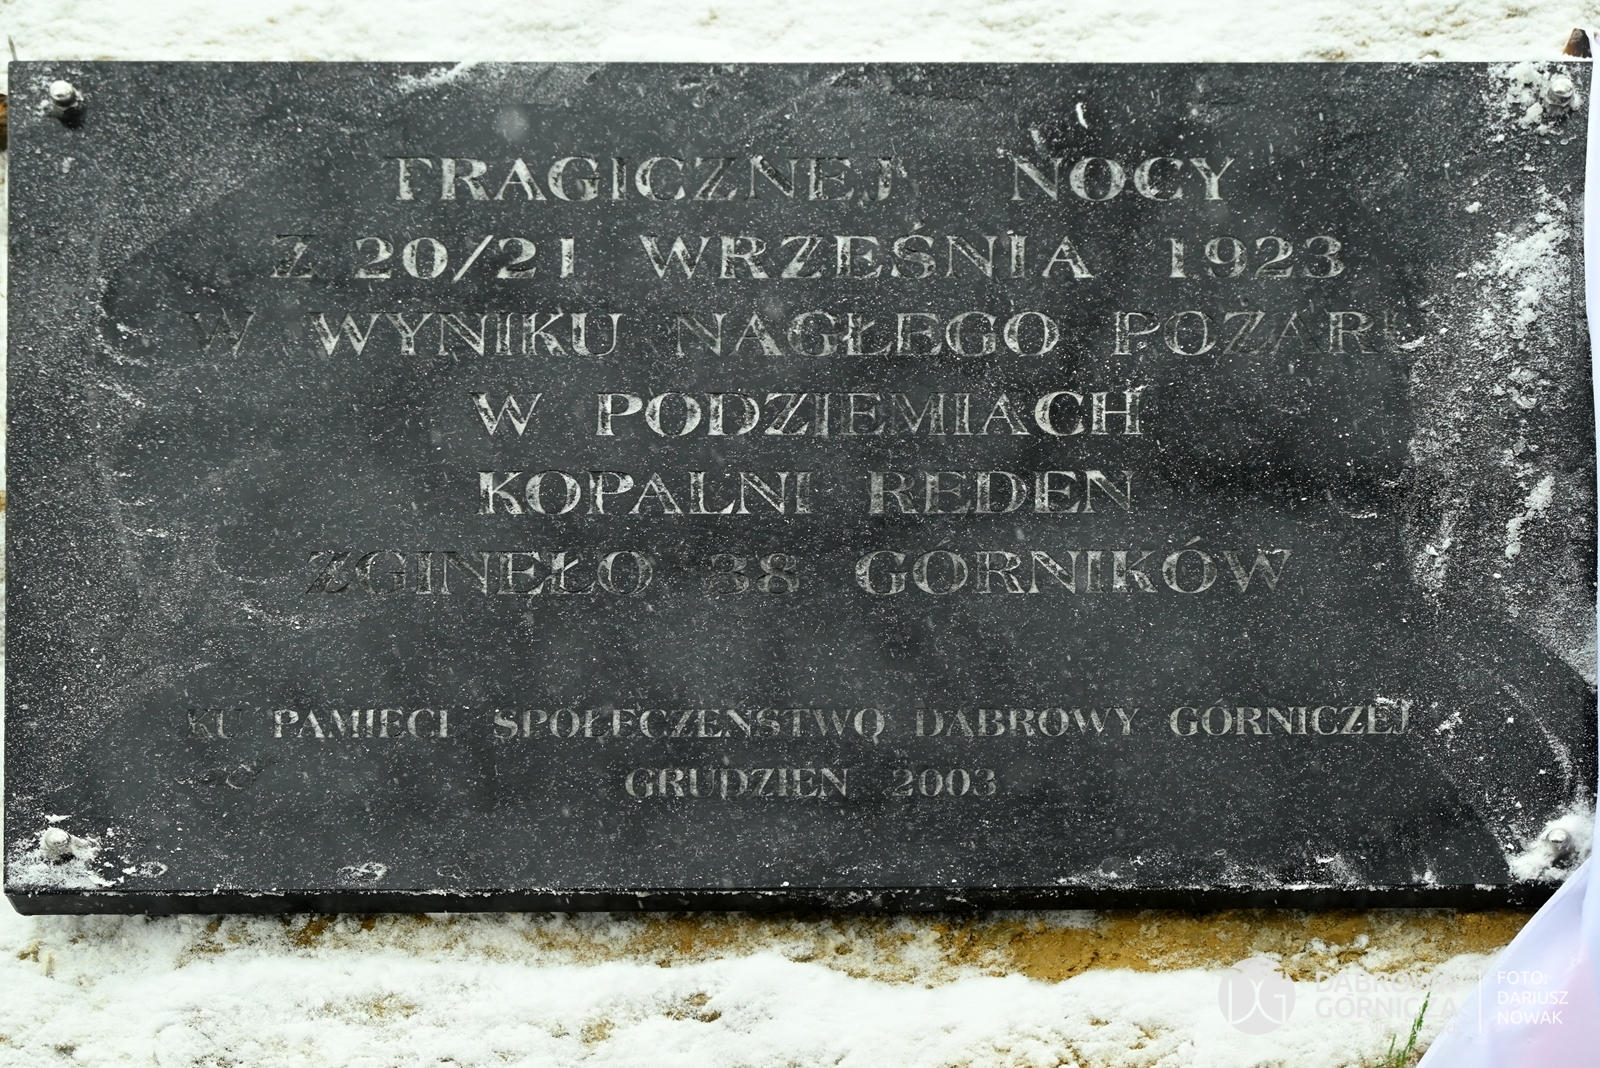 TRAGICZNEJ NOCY
Z 20/21 WRZEŚNIA 1923
W WYNIKU NAGŁEGO POŻARU
W PODZIEMIACH
KOPALNI REDEN
ZGINĘŁO 38 GÓRNIKÓW
KU PAMIĘCI SPOŁECZEŃSTWO DĄBROWY GÓRNICZEJ
GRUDZIEŃ 2003
DG DĄBROWA GÓRNICZA
FOTO:
DARIUSZ
NOWAK